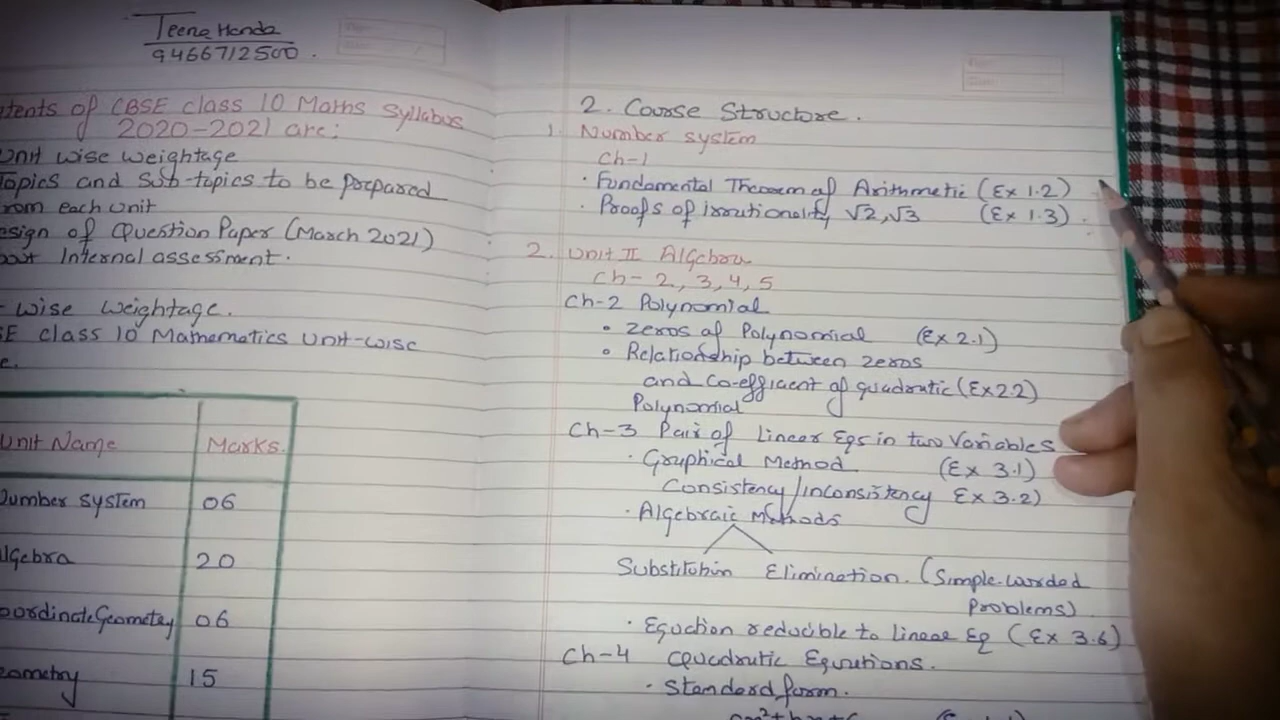 Teena Handa
9466712500.
tents of CBSE class 10 Maths Syllabus
2020-2021 are:
Unit wise weightage
Topics and Sub-topics to be prepared
rom each unit
esign of Question Paper (March 2021)
bout Internal assessment.
- wise weightage.
SE class 10 Mathematics Unit-wise
e.
Unit Name Marks.
Number system 06
lgebra 20
oordinate Geometry 06
eometry 15
2. Course Structure.
1. Number system
Ch-1
· Fundamental Theorem of Arithmetic (Ex 1.2)
· Proofs of irrationality √2, √3 (Ex 1.3).
2. Unit II Algebra
Ch- 2, 3, 4, 5
Ch-2 Polynomial
• Zeros of Polynomial (Ex 2.1)
• Relationship between zeros
and Co-efficient of quadratic (Ex 2.2)
Polynomial
Ch-3 Pair of Linear Eqs in two Variables
· Graphical Method (Ex 3.1)
Consistency/inconsistency Ex 3.2)
· Algebraic Methods
Substitution Elimination. (Simple worded
Problems)
· Equation reducible to linear Eq (Ex 3.6)
Ch-4 Quadratic Equations.
· Standard form.